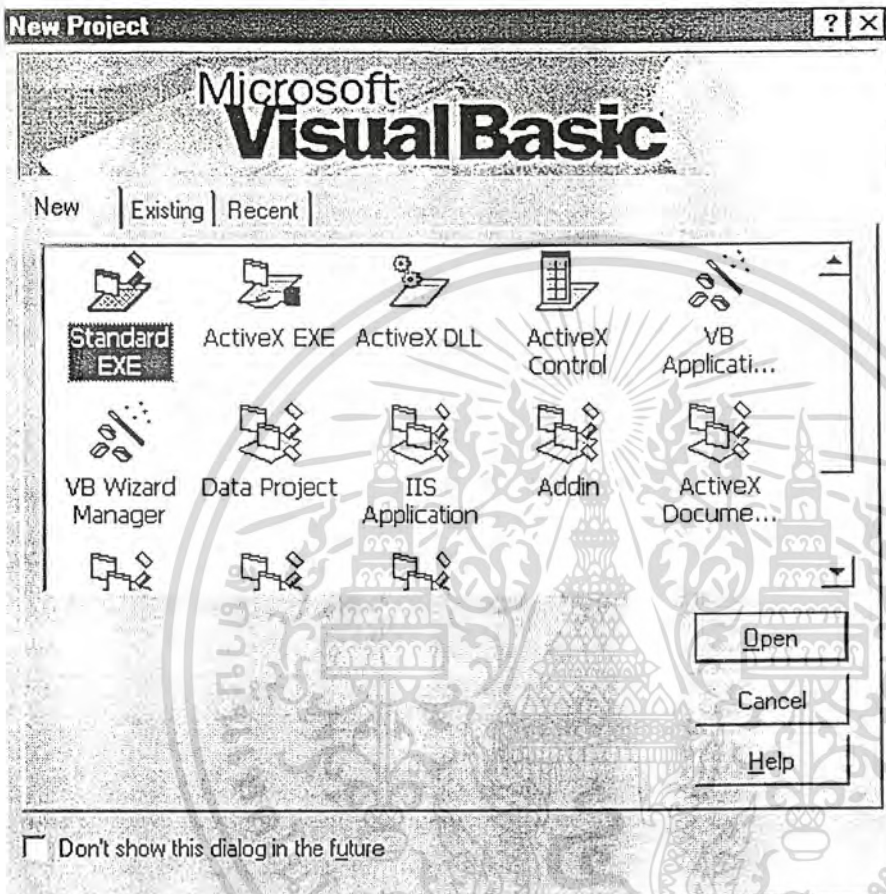 New Project
Microsoft
Visual Basic
New Existing Recent
Standard EXE
ActiveX EXE
ActiveX DLL
ActiveX Control
VB Applicati...
VB Wizard Manager
Data Project
IIS Application
Addin
ActiveX Docume...
Open
Cancel
Help
Don't show this dialog in the future